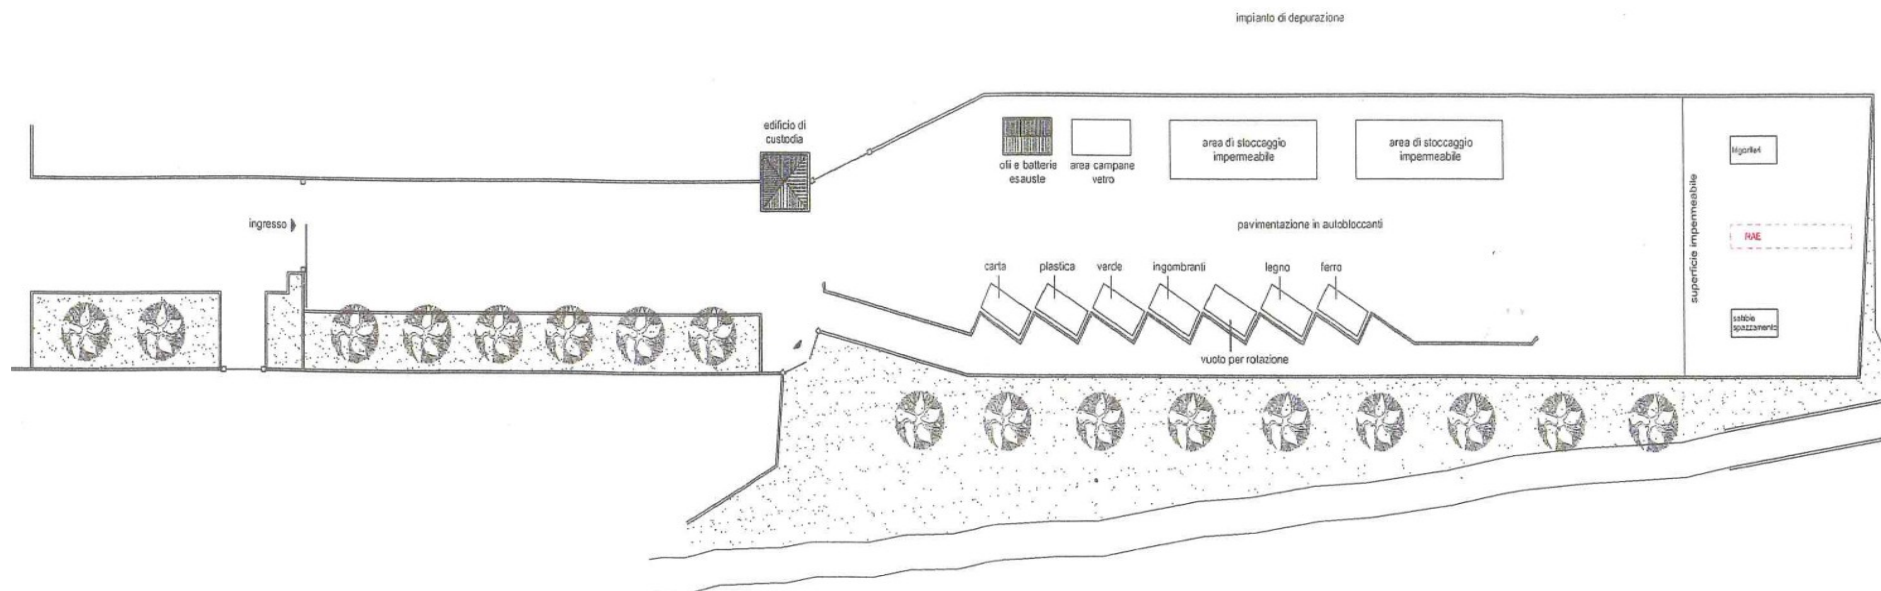 impianto di depurazione
edificio di
custodia
olii e batterie
esauste
area campane
vetro
area di stoccaggio
impermeabile
area di stoccaggio
impermeabile
frigoriferi
superficie impermeabile
ingresso
pavimentazione in autobloccanti
RAE
carta
plastica
verde
ingombranti
legno
ferro
sabbie
spazzamento
vuoto per rotazione